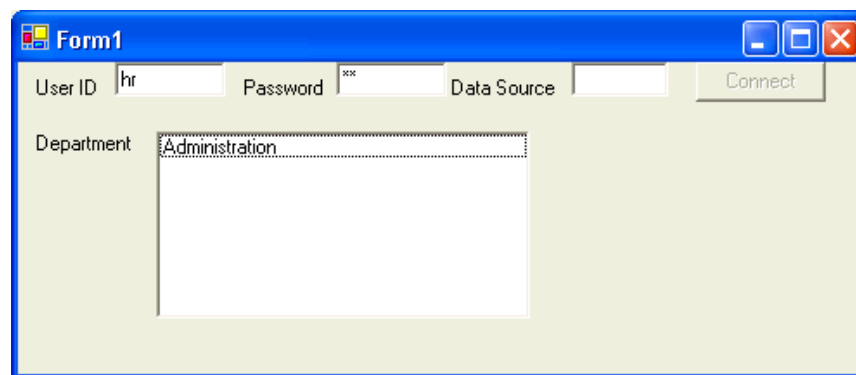 Form1
User ID hr Password ** Data Source Connect
Department Administration